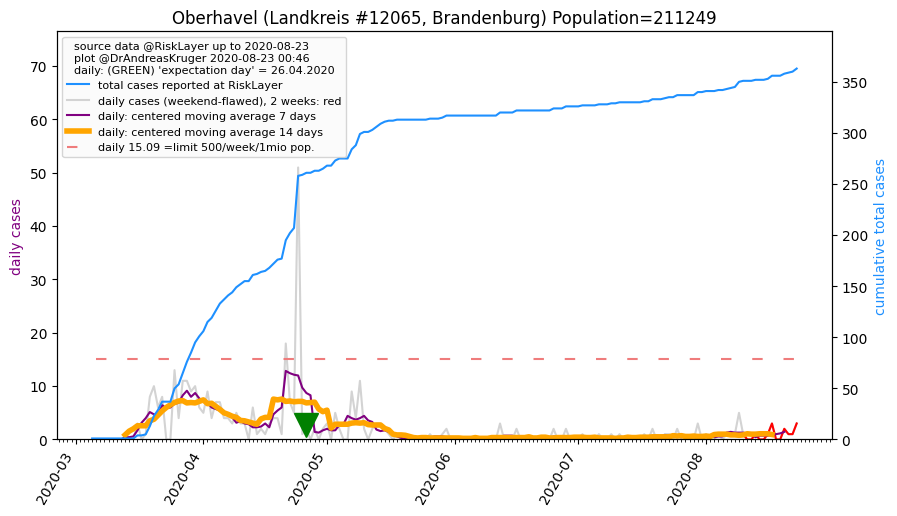 Oberhavel (Landkreis #12065, Brandenburg) Population=211249
source data @RiskLayer up to 2020-08-23
plot @DrAndreasKruger 2020-08-23 00:46
daily: (GREEN) 'expectation day' = 26.04.2020
total cases reported at RiskLayer
daily cases (weekend-flawed), 2 weeks: red
daily: centered moving average 7 days
daily: centered moving average 14 days
daily 15.09 =limit 500/week/1mio pop.
daily cases
70
60
50
40
30
20
10
0
cumulative total cases
350
300
250
200
150
100
50
0
2020-03
2020-04
2020-05
2020-06
2020-07
2020-08